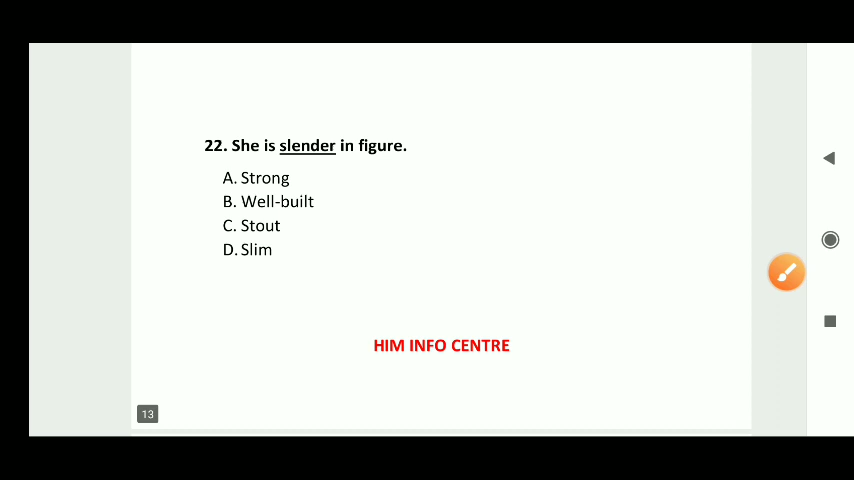 22. She is slender in figure.
A. Strong
B. Well-built
C. Stout
D. Slim
HIM INFO CENTRE
13